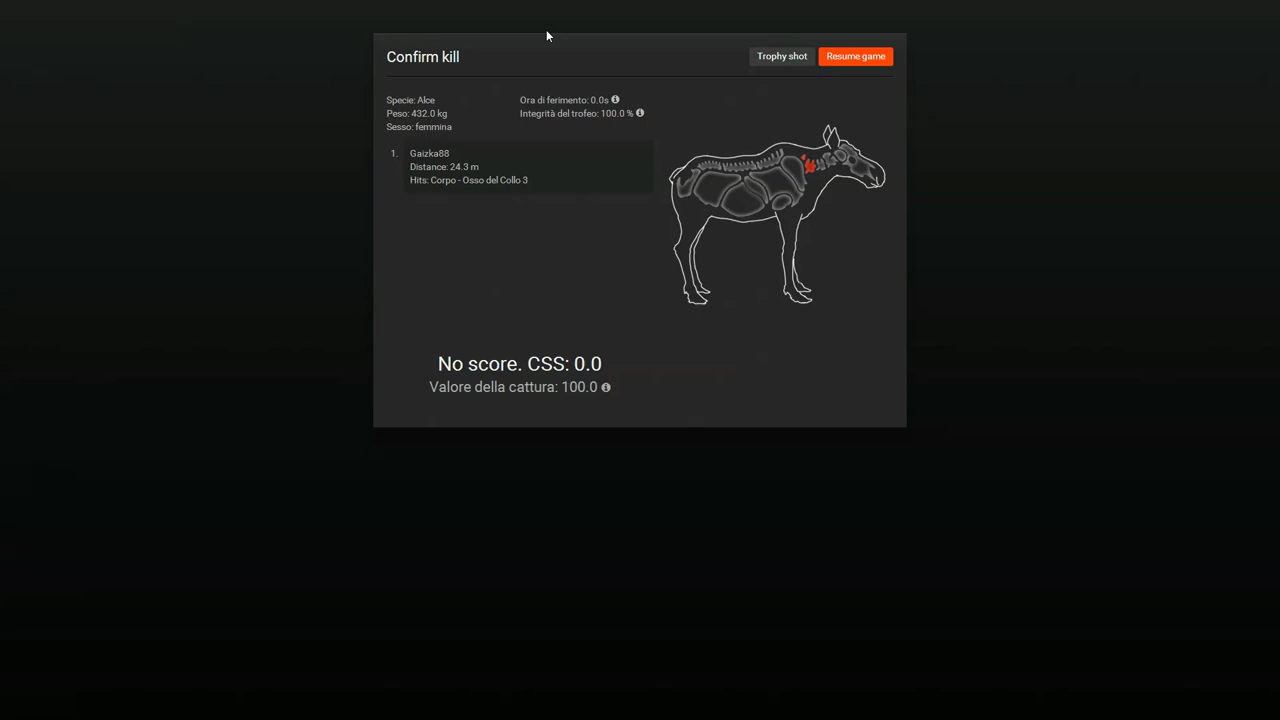 Confirm kill
Trophy shot
Resume game
Specie: Alce
Peso: 432.0 kg
Sesso: femmina
Ora di ferimento: 0.0s
Integrità del trofeo: 100.0 %
1.
Gaizka88
Distance: 24.3 m
Hits: Corpo - Osso del Collo 3
No score. CSS: 0.0
Valore della cattura: 100.0